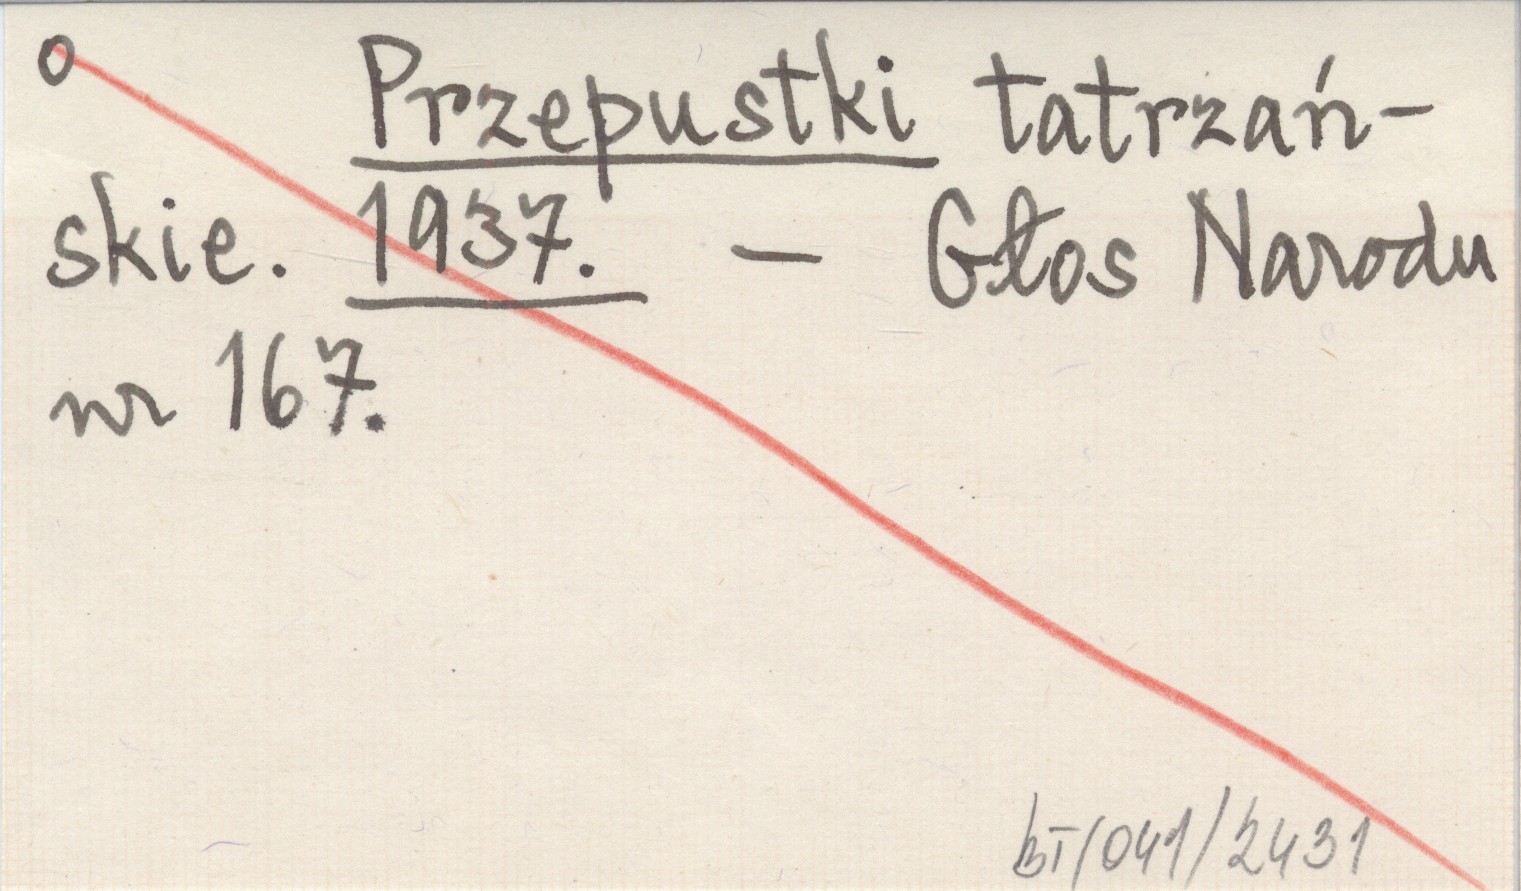 o Przepustki tatrzań-
skie. 1937. — Głos Narodu
nr 167.
bT/041/2431